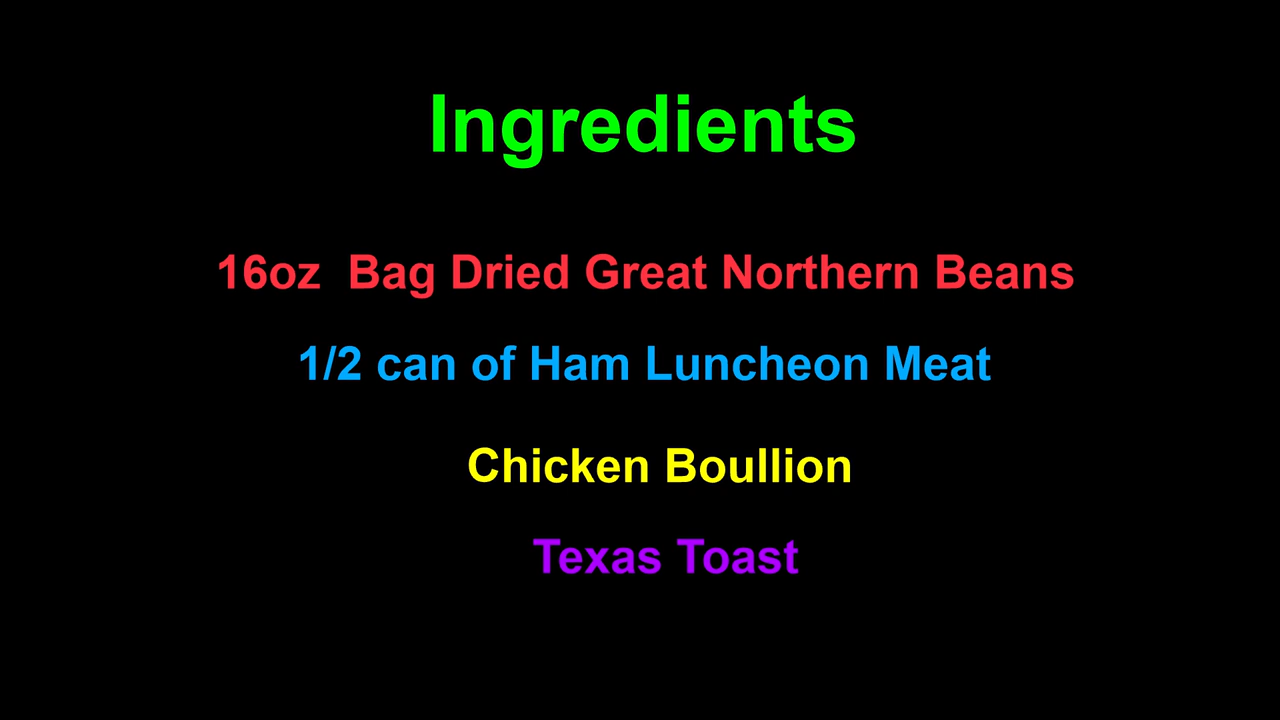 Ingredients
16oz  Bag Dried Great Northern Beans
1/2 can of Ham Luncheon Meat
Chicken Boullion
Texas Toast